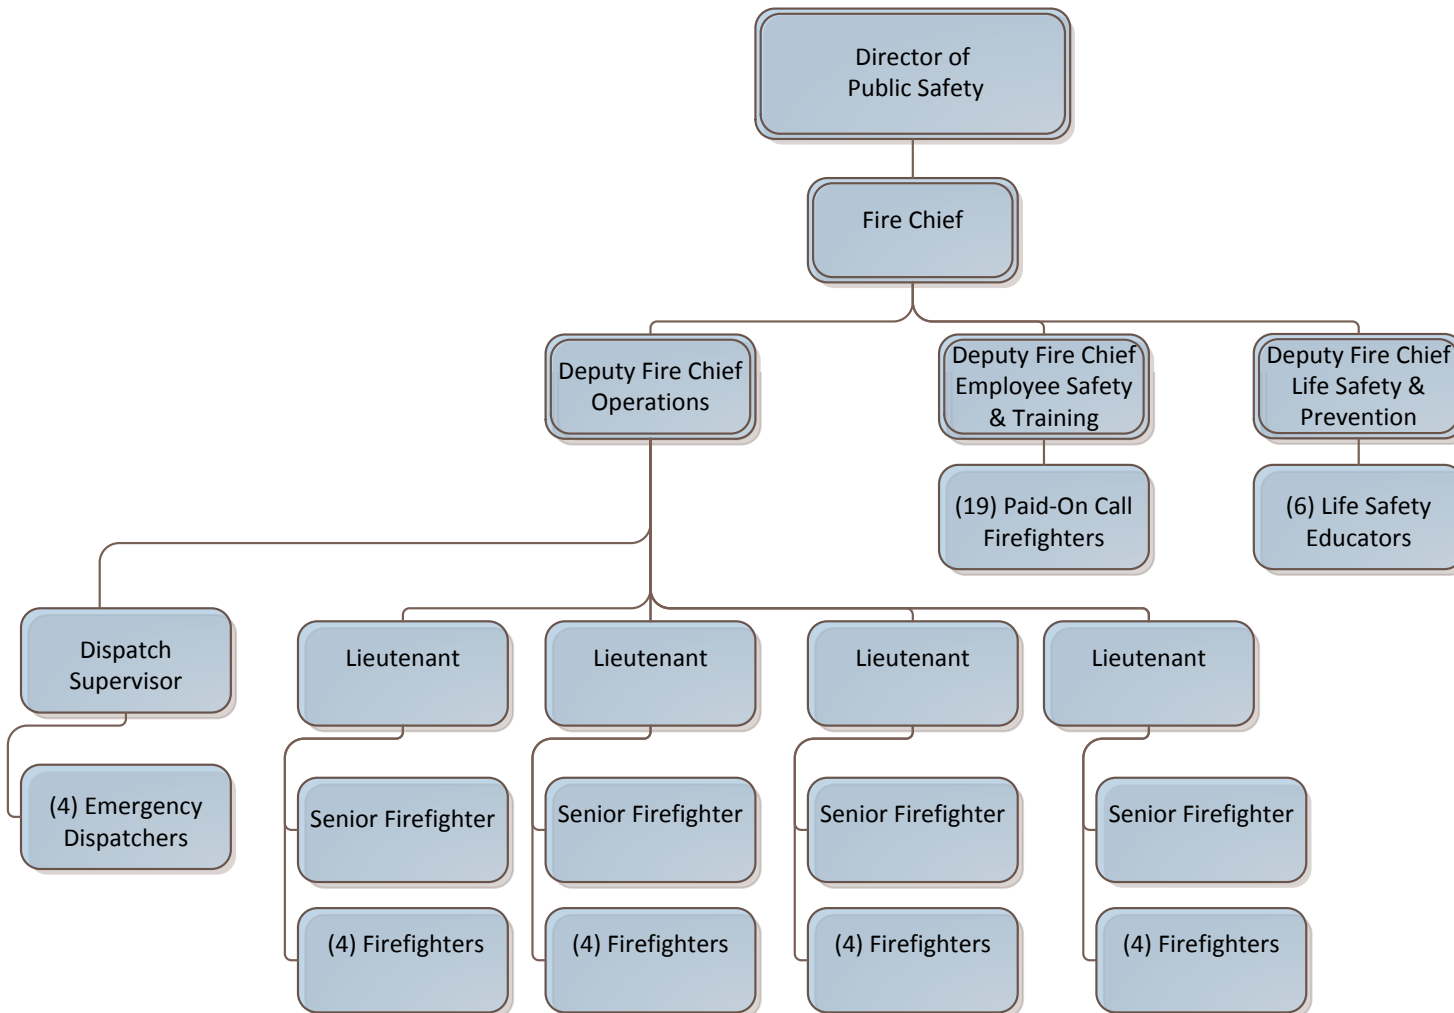 Director of
Public Safety
Fire Chief
Deputy Fire Chief
Operations
Deputy Fire Chief
Employee Safety
& Training
Deputy Fire Chief
Life Safety &
Prevention
(19) Paid-On Call
Firefighters
(6) Life Safety
Educators
Dispatch
Supervisor
Lieutenant
Lieutenant
Lieutenant
Lieutenant
(4) Emergency
Dispatchers
Senior Firefighter
Senior Firefighter
Senior Firefighter
Senior Firefighter
(4) Firefighters
(4) Firefighters
(4) Firefighters
(4) Firefighters